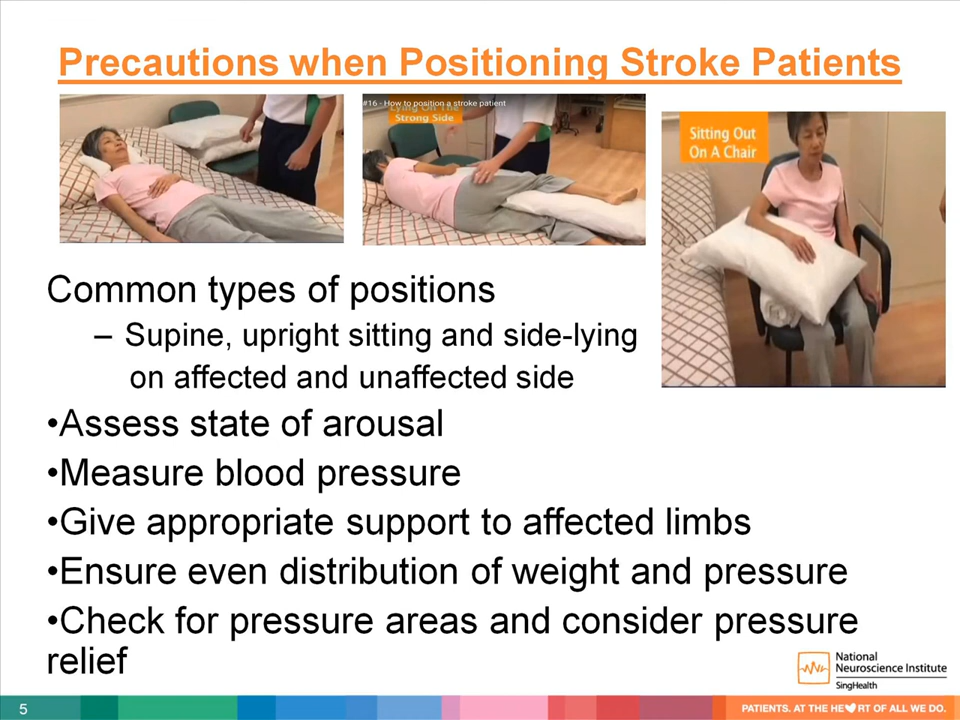 Precautions when Positioning Stroke Patients
#16 - How to position a stroke patient
Lying On The
Strong Side
Sitting Out
On A Chair
Common types of positions
– Supine, upright sitting and side-lying
on affected and unaffected side
•Assess state of arousal
•Measure blood pressure
•Give appropriate support to affected limbs
•Ensure even distribution of weight and pressure
•Check for pressure areas and consider pressure
relief
National
Neuroscience Institute
SingHealth
5
PATIENTS. AT THE HE❤RT OF ALL WE DO.